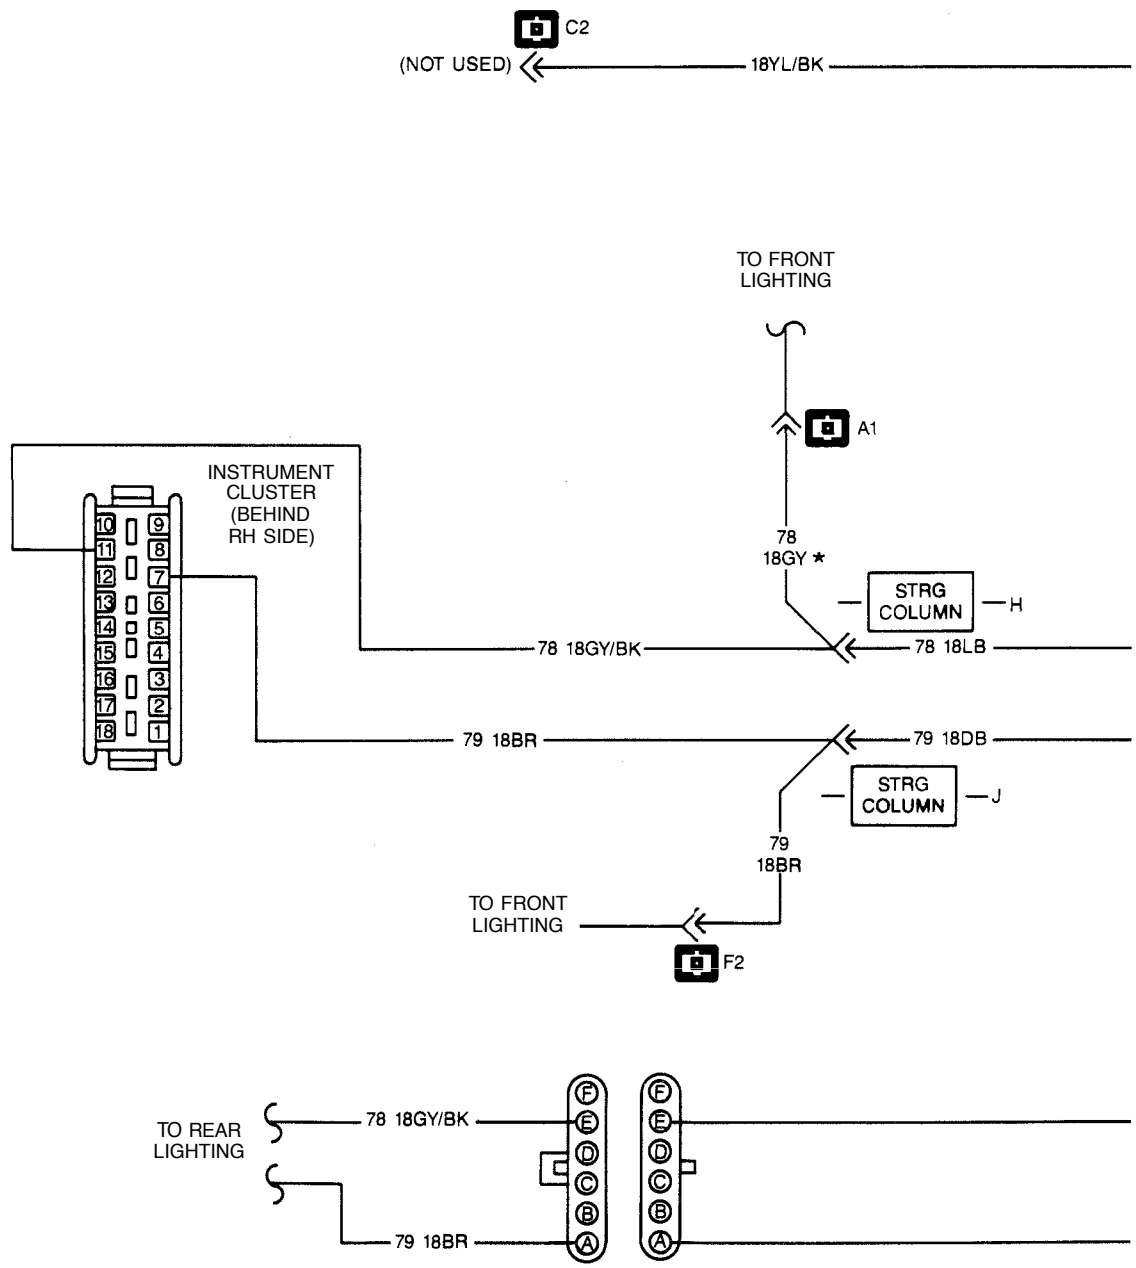 C2
(NOT USED)
18YL/BK
TO FRONT
LIGHTING
A1
INSTRUMENT
CLUSTER
(BEHIND
RH SIDE)
10 9
11 8
12 7
13 6
14 5
15 4
16 3
17 2
18 1
78
18GY *
STRG
COLUMN
H
78 18GY/BK
78 18LB
79 18BR
79 18DB
STRG
COLUMN
J
79
18BR
TO FRONT
LIGHTING
F2
TO REAR
LIGHTING
78 18GY/BK
79 18BR
F F
E E
D D
C C
B B
A A